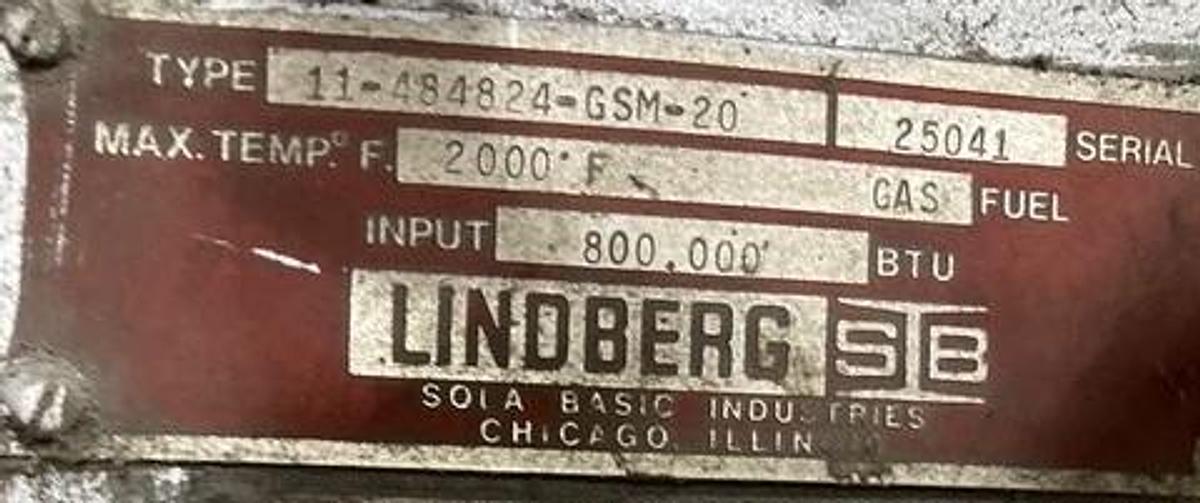 TYPE 11-484824-GSM-20 25041 SERIAL
MAX. TEMP.° F. 2000° F GAS FUEL
INPUT 800,000 BTU
LINDBERG SB
SOLA BASIC INDUSTRIES
CHICAGO, ILLIN